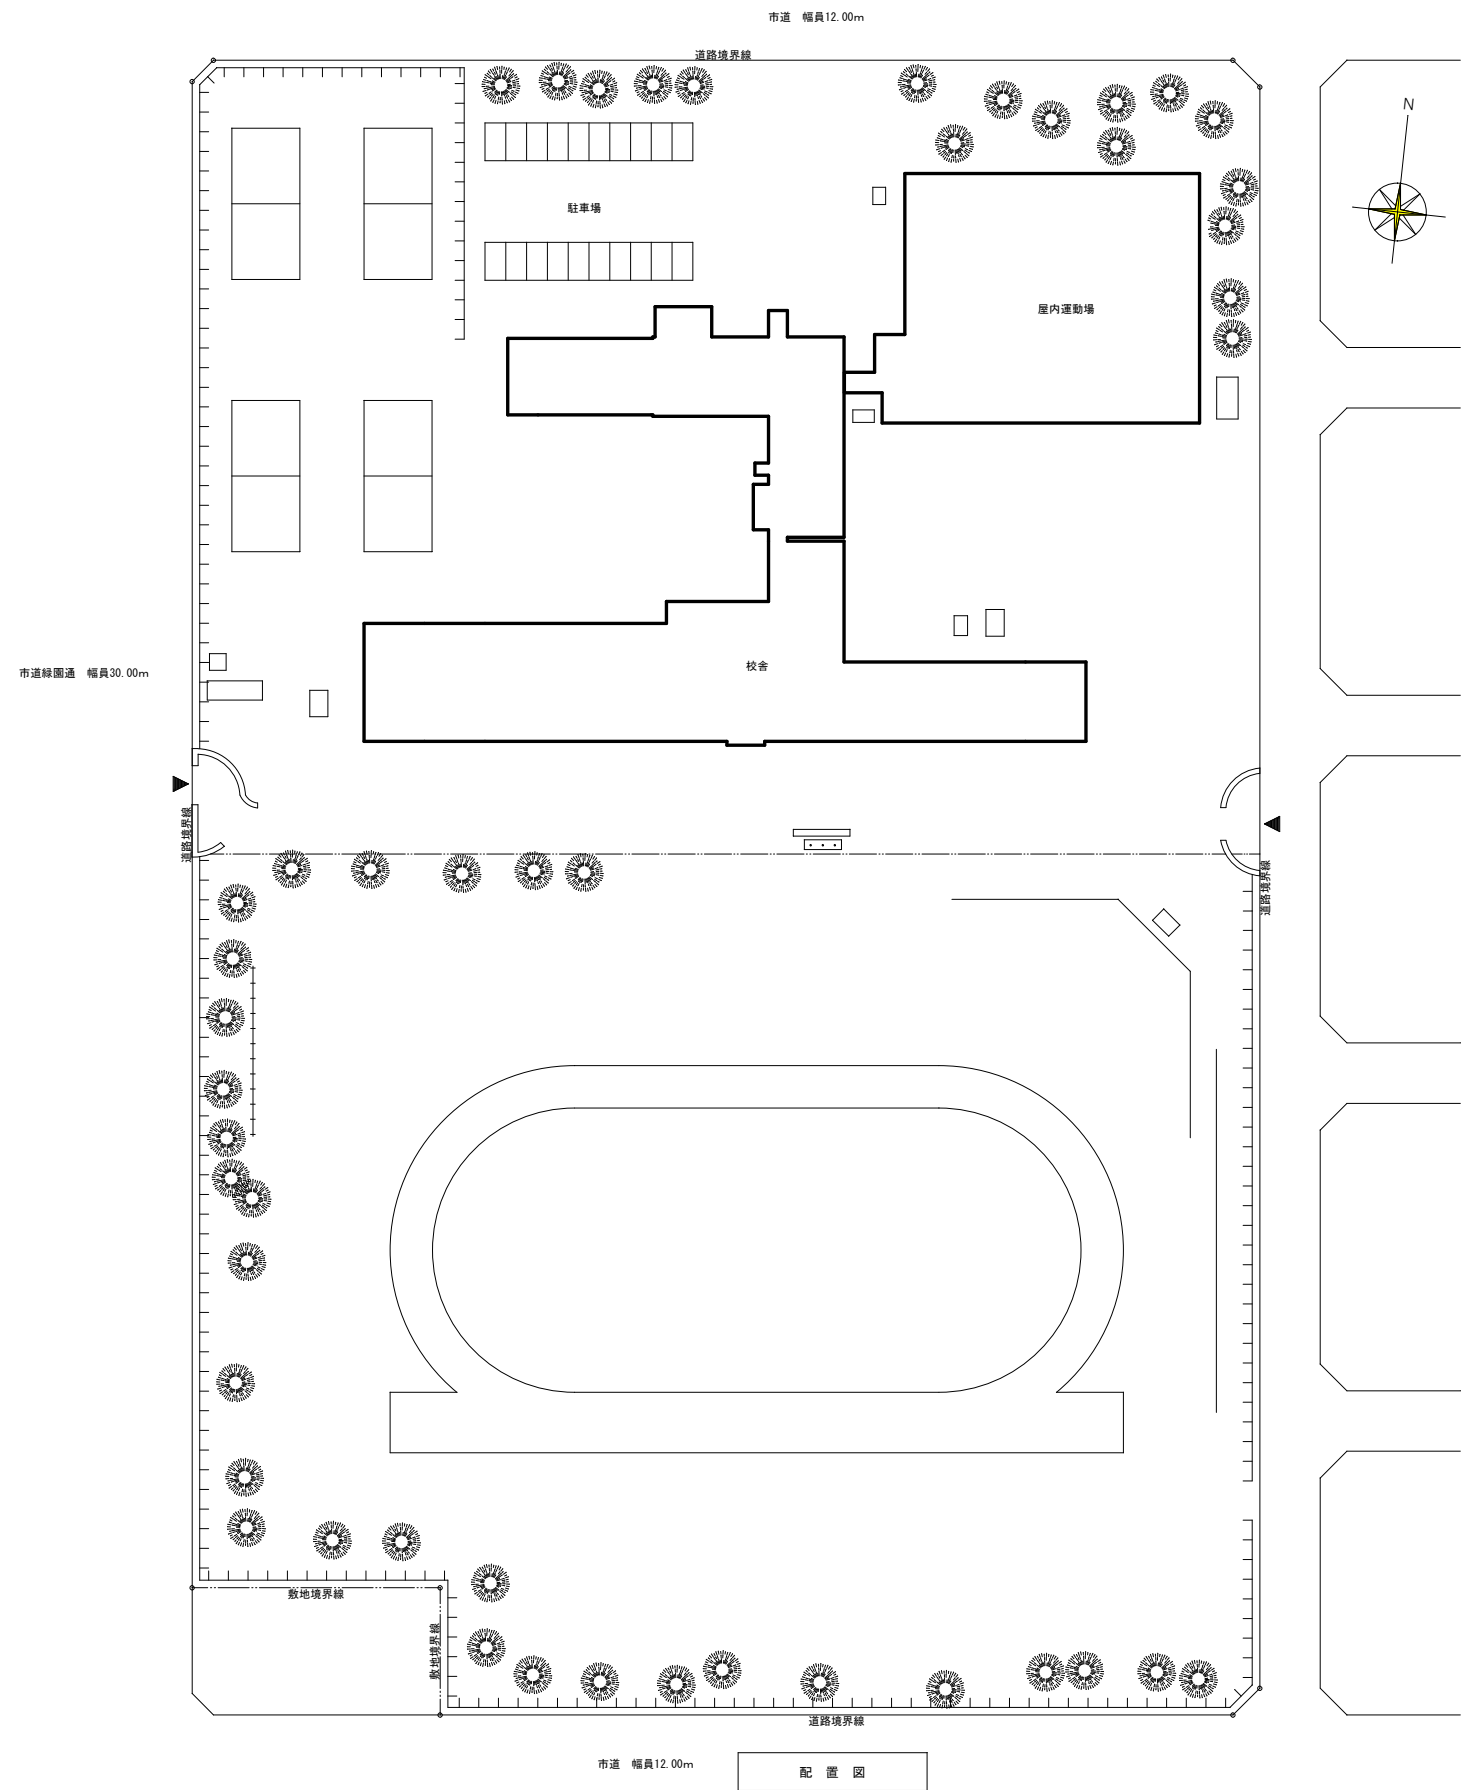 市道　幅員12.00m
道路境界線
N
駐車場
屋内運動場
校舎
市道緑園通　幅員30.00m
道路境界線
道路境界線
敷地境界線
敷地境界線
道路境界線
市道　幅員12.00m
配　置　図